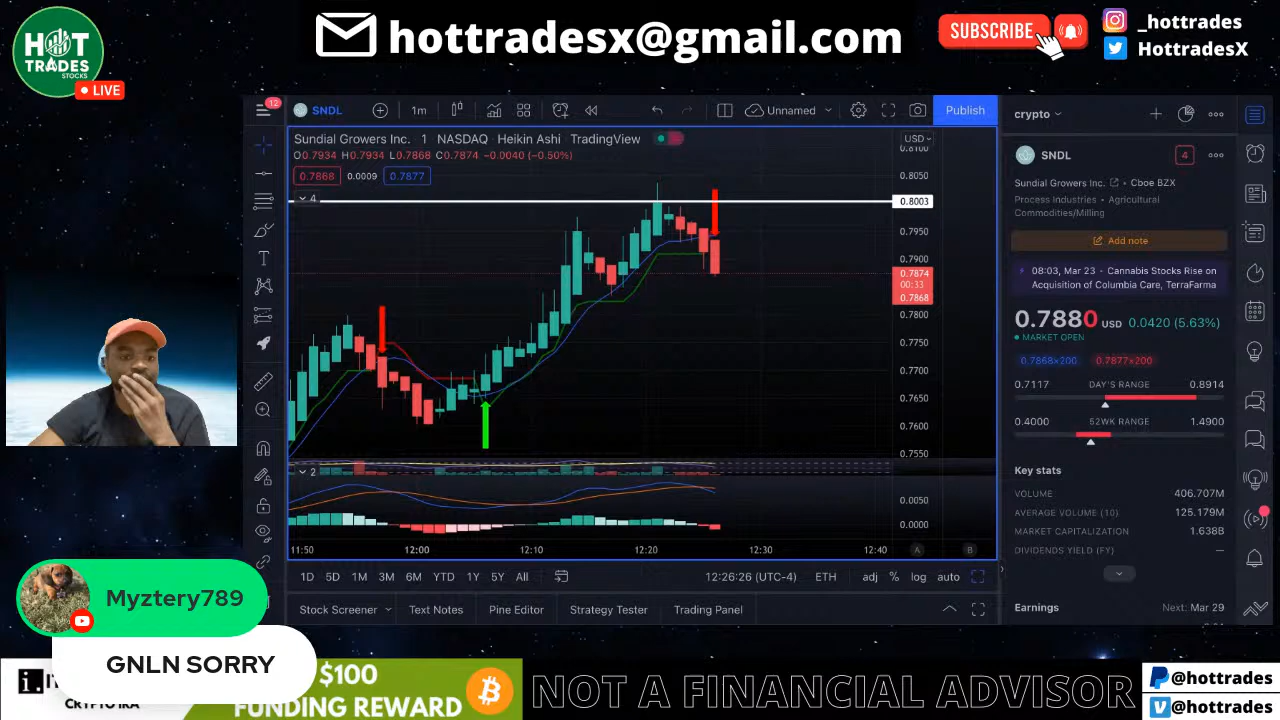 HOT
TRADES
STOCKS
LIVE
hottradesx@gmail.com
SUBSCRIBE
_hottrades
HottradesX
12
SNDL
1m
Unnamed
Publish
Sundial Growers Inc. 1 NASDAQ Heikin Ashi TradingView
O0.7934 H0.7934 L0.7868 C0.7874 −0.0040 (−0.50%)
0.7868 0.0009 0.7877
4
USD
0.8100
0.8050
0.8003
0.7950
0.7900
0.7874
00:33
0.7868
0.7800
0.7750
0.7700
0.7650
0.7600
0.7550
2
0.0050
0.0000
11:50 12:00 12:10 12:20 12:30 12:40 A B
1D 5D 1M 3M 6M YTD 1Y 5Y All
12:26:26 (UTC-4) ETH adj % log auto
Stock Screener Text Notes Pine Editor Strategy Tester Trading Panel
crypto
SNDL
4
Sundial Growers Inc. • Cboe BZX
Process Industries • Agricultural
Commodities/Milling
Add note
08:03, Mar 23 - Cannabis Stocks Rise on
Acquisition of Columbia Care, TerraFarma
0.7880 USD 0.0420 (5.63%)
MARKET OPEN
0.7868×200 0.7877×200
0.7117 DAY'S RANGE 0.8914
0.4000 52WK RANGE 1.4900
Key stats
VOLUME 406.707M
AVERAGE VOLUME (10) 125.179M
MARKET CAPITALIZATION 1.638B
DIVIDENDS YIELD (FY) —
Earnings Next: Mar 29
Myztery789
GNLN SORRY
CRYPTO IRA
$100
FUNDING REWARD
NOT A FINANCIAL ADVISOR
@hottrades
@hottrades